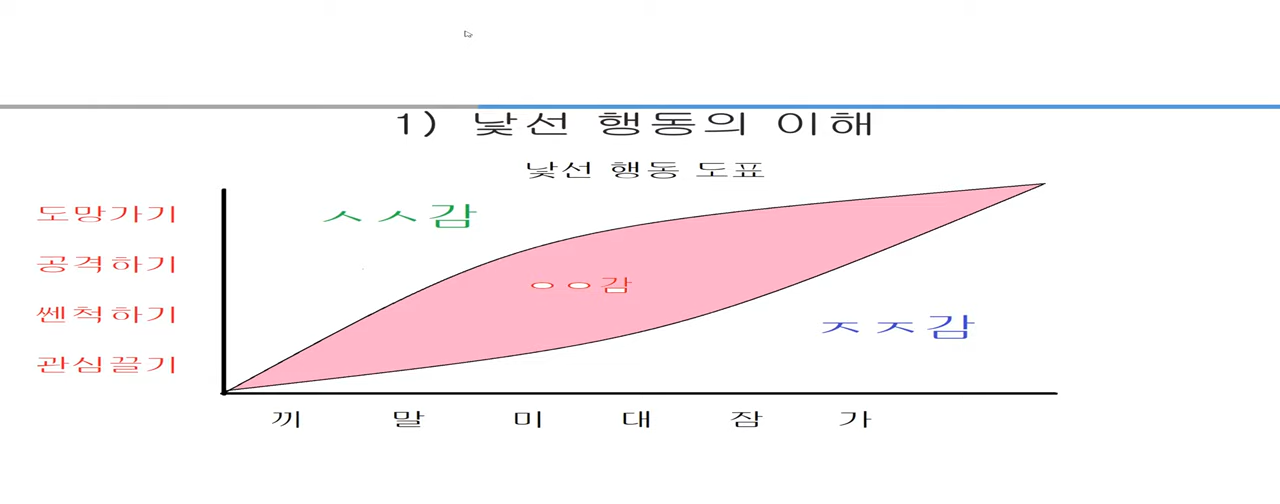 1) 낯선 행동의 이해
낯선 행동 도표
도망가기
ㅅㅅ감
공격하기
ㅇㅇ감
쎈척하기
ㅈㅈ감
관심끌기
끼 말 미 대 잠 가